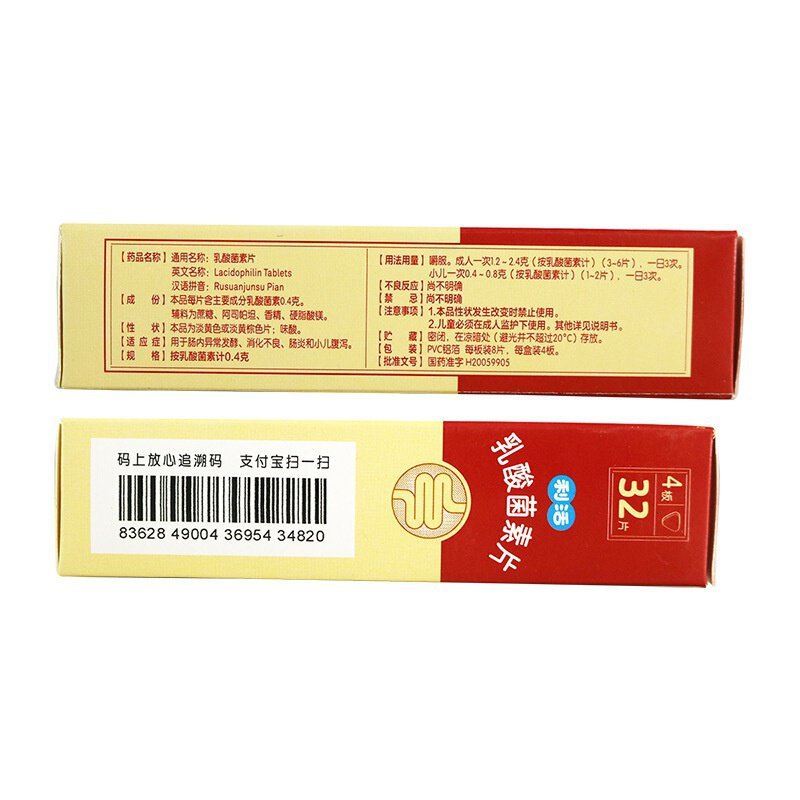 【药品名称】 通用名称：乳酸菌素片
英文名称：Lacidophilin Tablets
汉语拼音：Rusuanjunsu Pian
【成 份】 本品每片含主要成分乳酸菌素0.4克。
辅料为蔗糖、阿司帕坦、香精、硬脂酸镁。
【性 状】 本品为淡黄色或淡黄棕色片；味酸。
【适 应 症】 用于肠内异常发酵、消化不良、肠炎和小儿腹泻。
【规 格】 按乳酸菌素计0.4克
【用法用量】 嚼服。成人一次1.2～2.4克（按乳酸菌素计）（3~6片），一日3次。
小儿一次0.4～0.8克（按乳酸菌素计）（1~2片），一日3次。
【不良反应】 尚不明确
【禁 忌】 尚不明确
【注意事项】 1.本品性状发生改变时禁止使用。
2.儿童必须在成人监护下使用。其他详见说明书。
【贮 藏】 密闭，在凉暗处（避光并不超过20℃）存放。
【包 装】 PVC铝箔 每板装8片，每盒装4板。
【批准文号】 国药准字 H20059905
码上放心追溯码 支付宝扫一扫
83628 49004 36954 34820
乳酸菌素片
利活
4板
32片